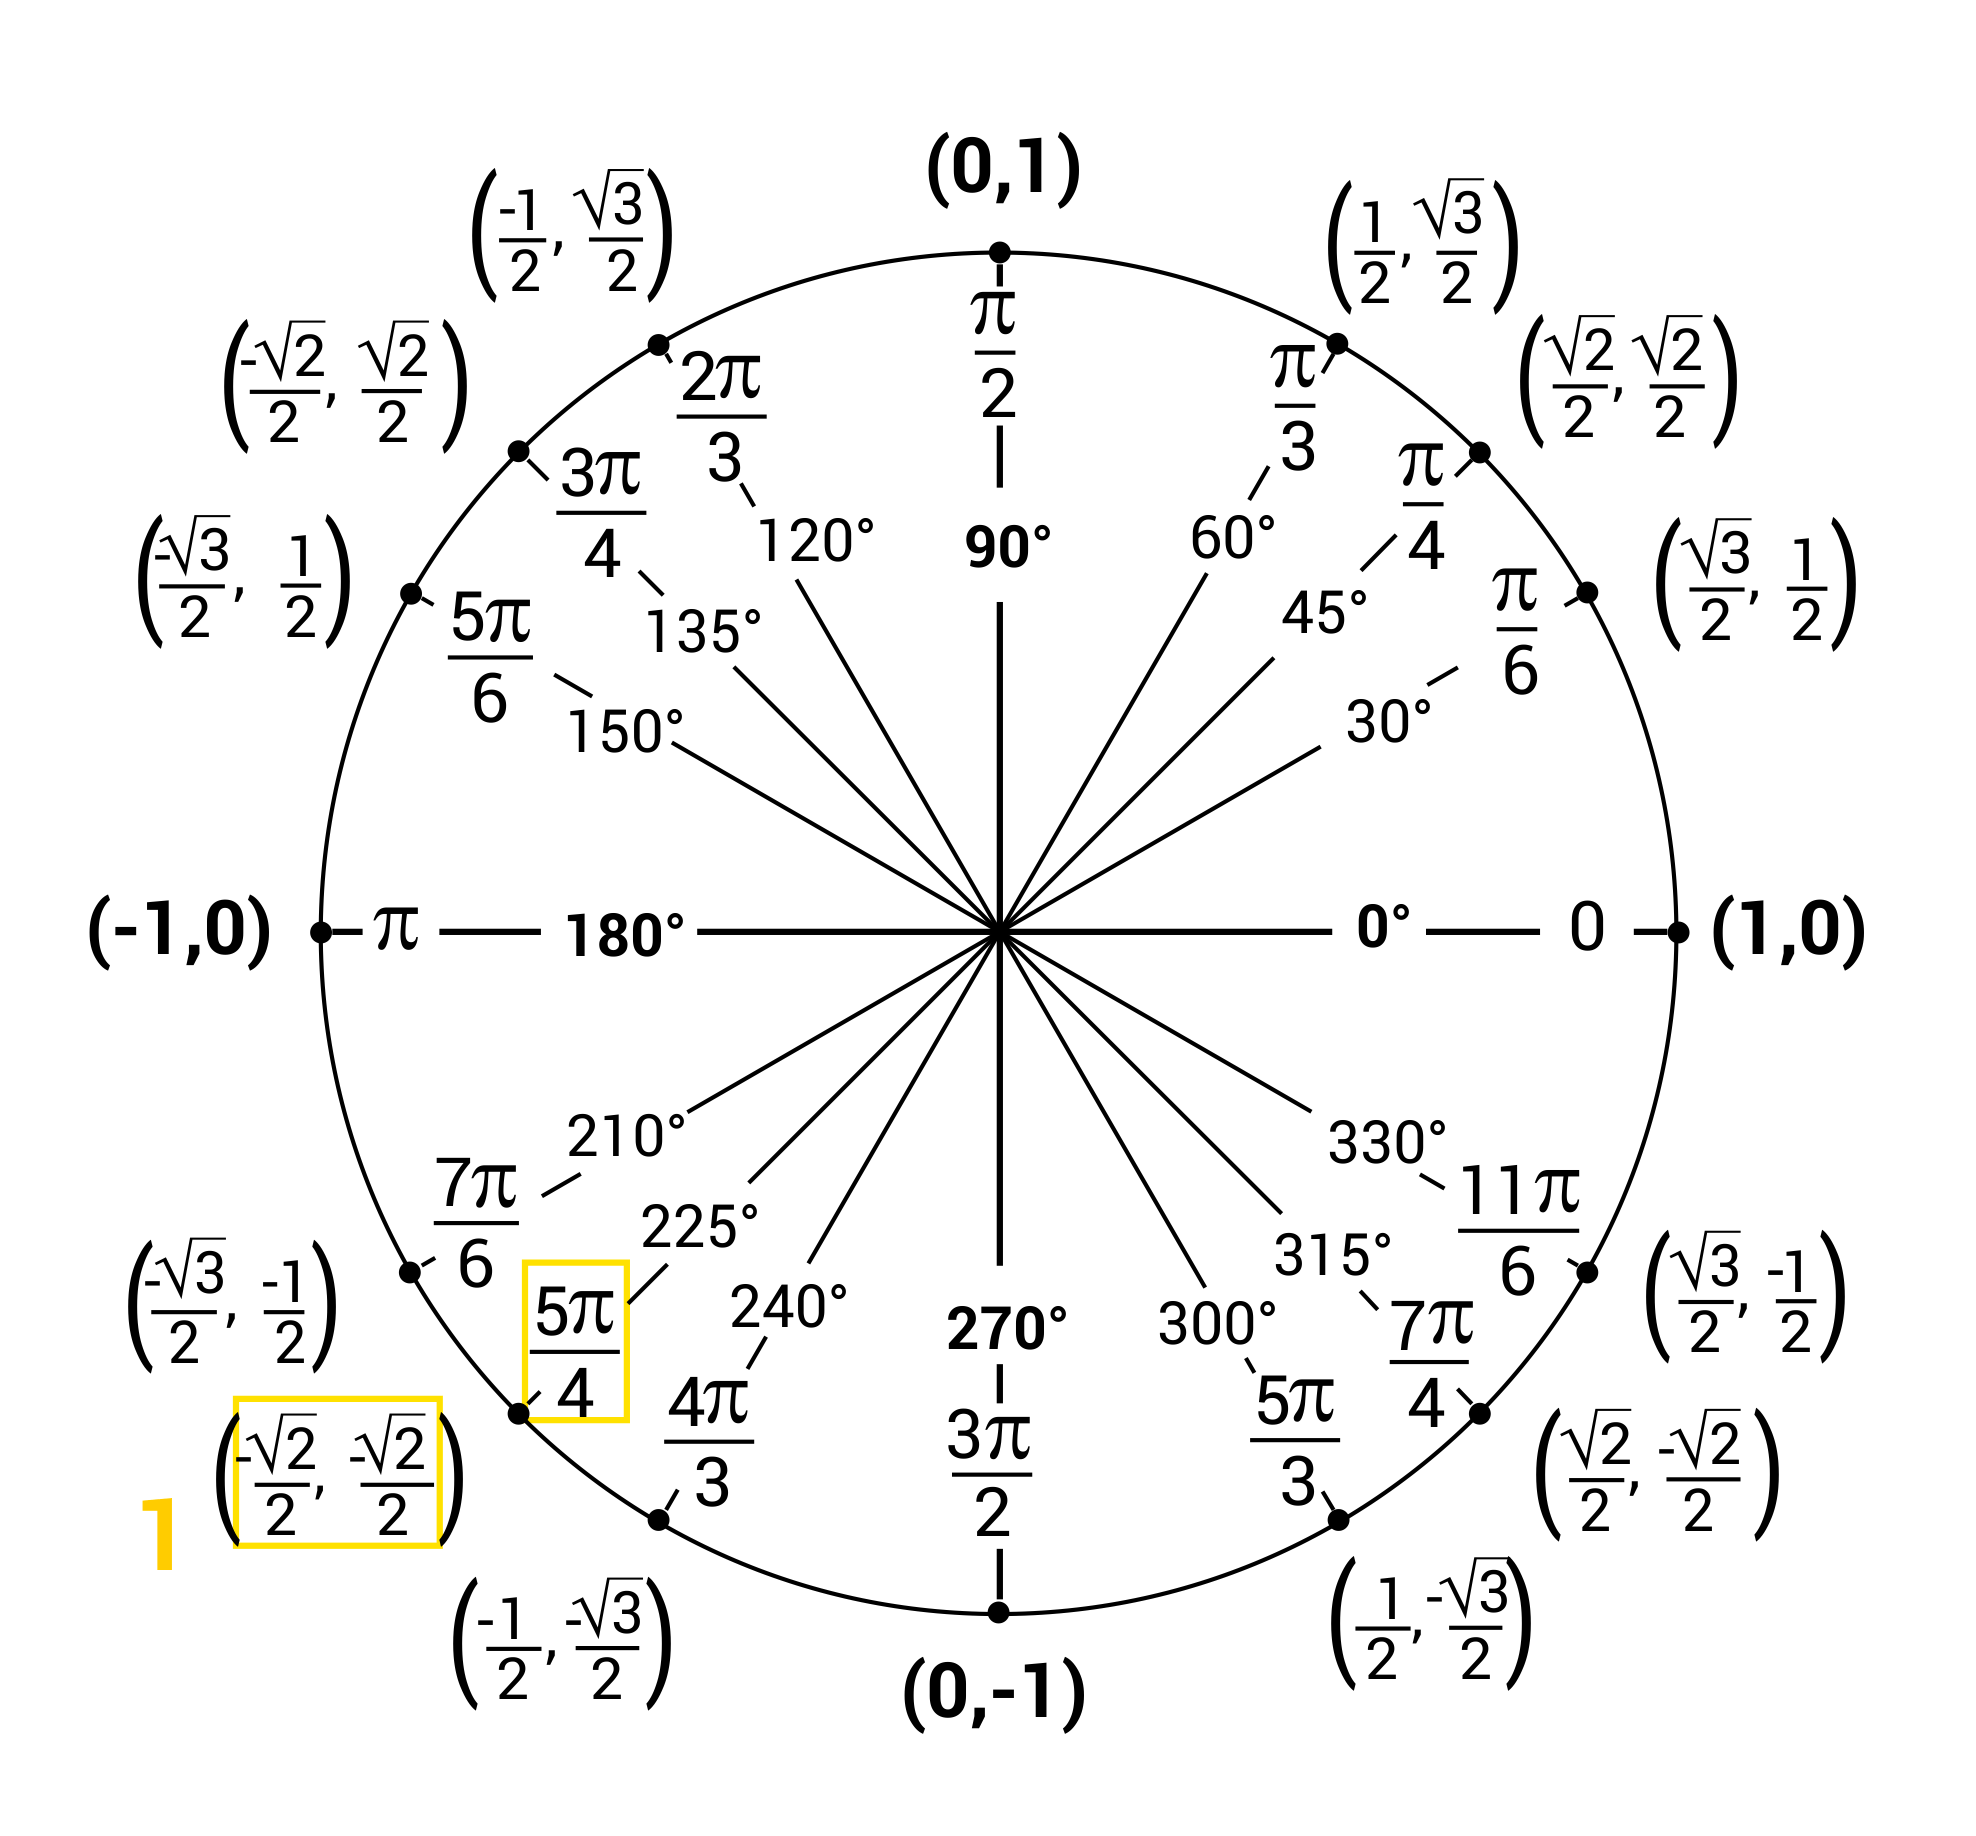 (0,1)
(-1/2, √3/2)
(1/2, √3/2)
(-√2/2, √2/2)
(√2/2, √2/2)
(-√3/2, 1/2)
(√3/2, 1/2)
π/2
2π/3
π/3
3π/4
π/4
5π/6
π/6
120°
90°
60°
135°
45°
150°
30°
(-1,0)
π
180°
0°
0
(1,0)
210°
330°
7π/6
11π/6
225°
315°
5π/4
7π/4
240°
270°
300°
4π/3
3π/2
5π/3
(-√3/2, -1/2)
(√3/2, -1/2)
(-√2/2, -√2/2)
(√2/2, -√2/2)
1
(-1/2, -√3/2)
(1/2, -√3/2)
(0,-1)